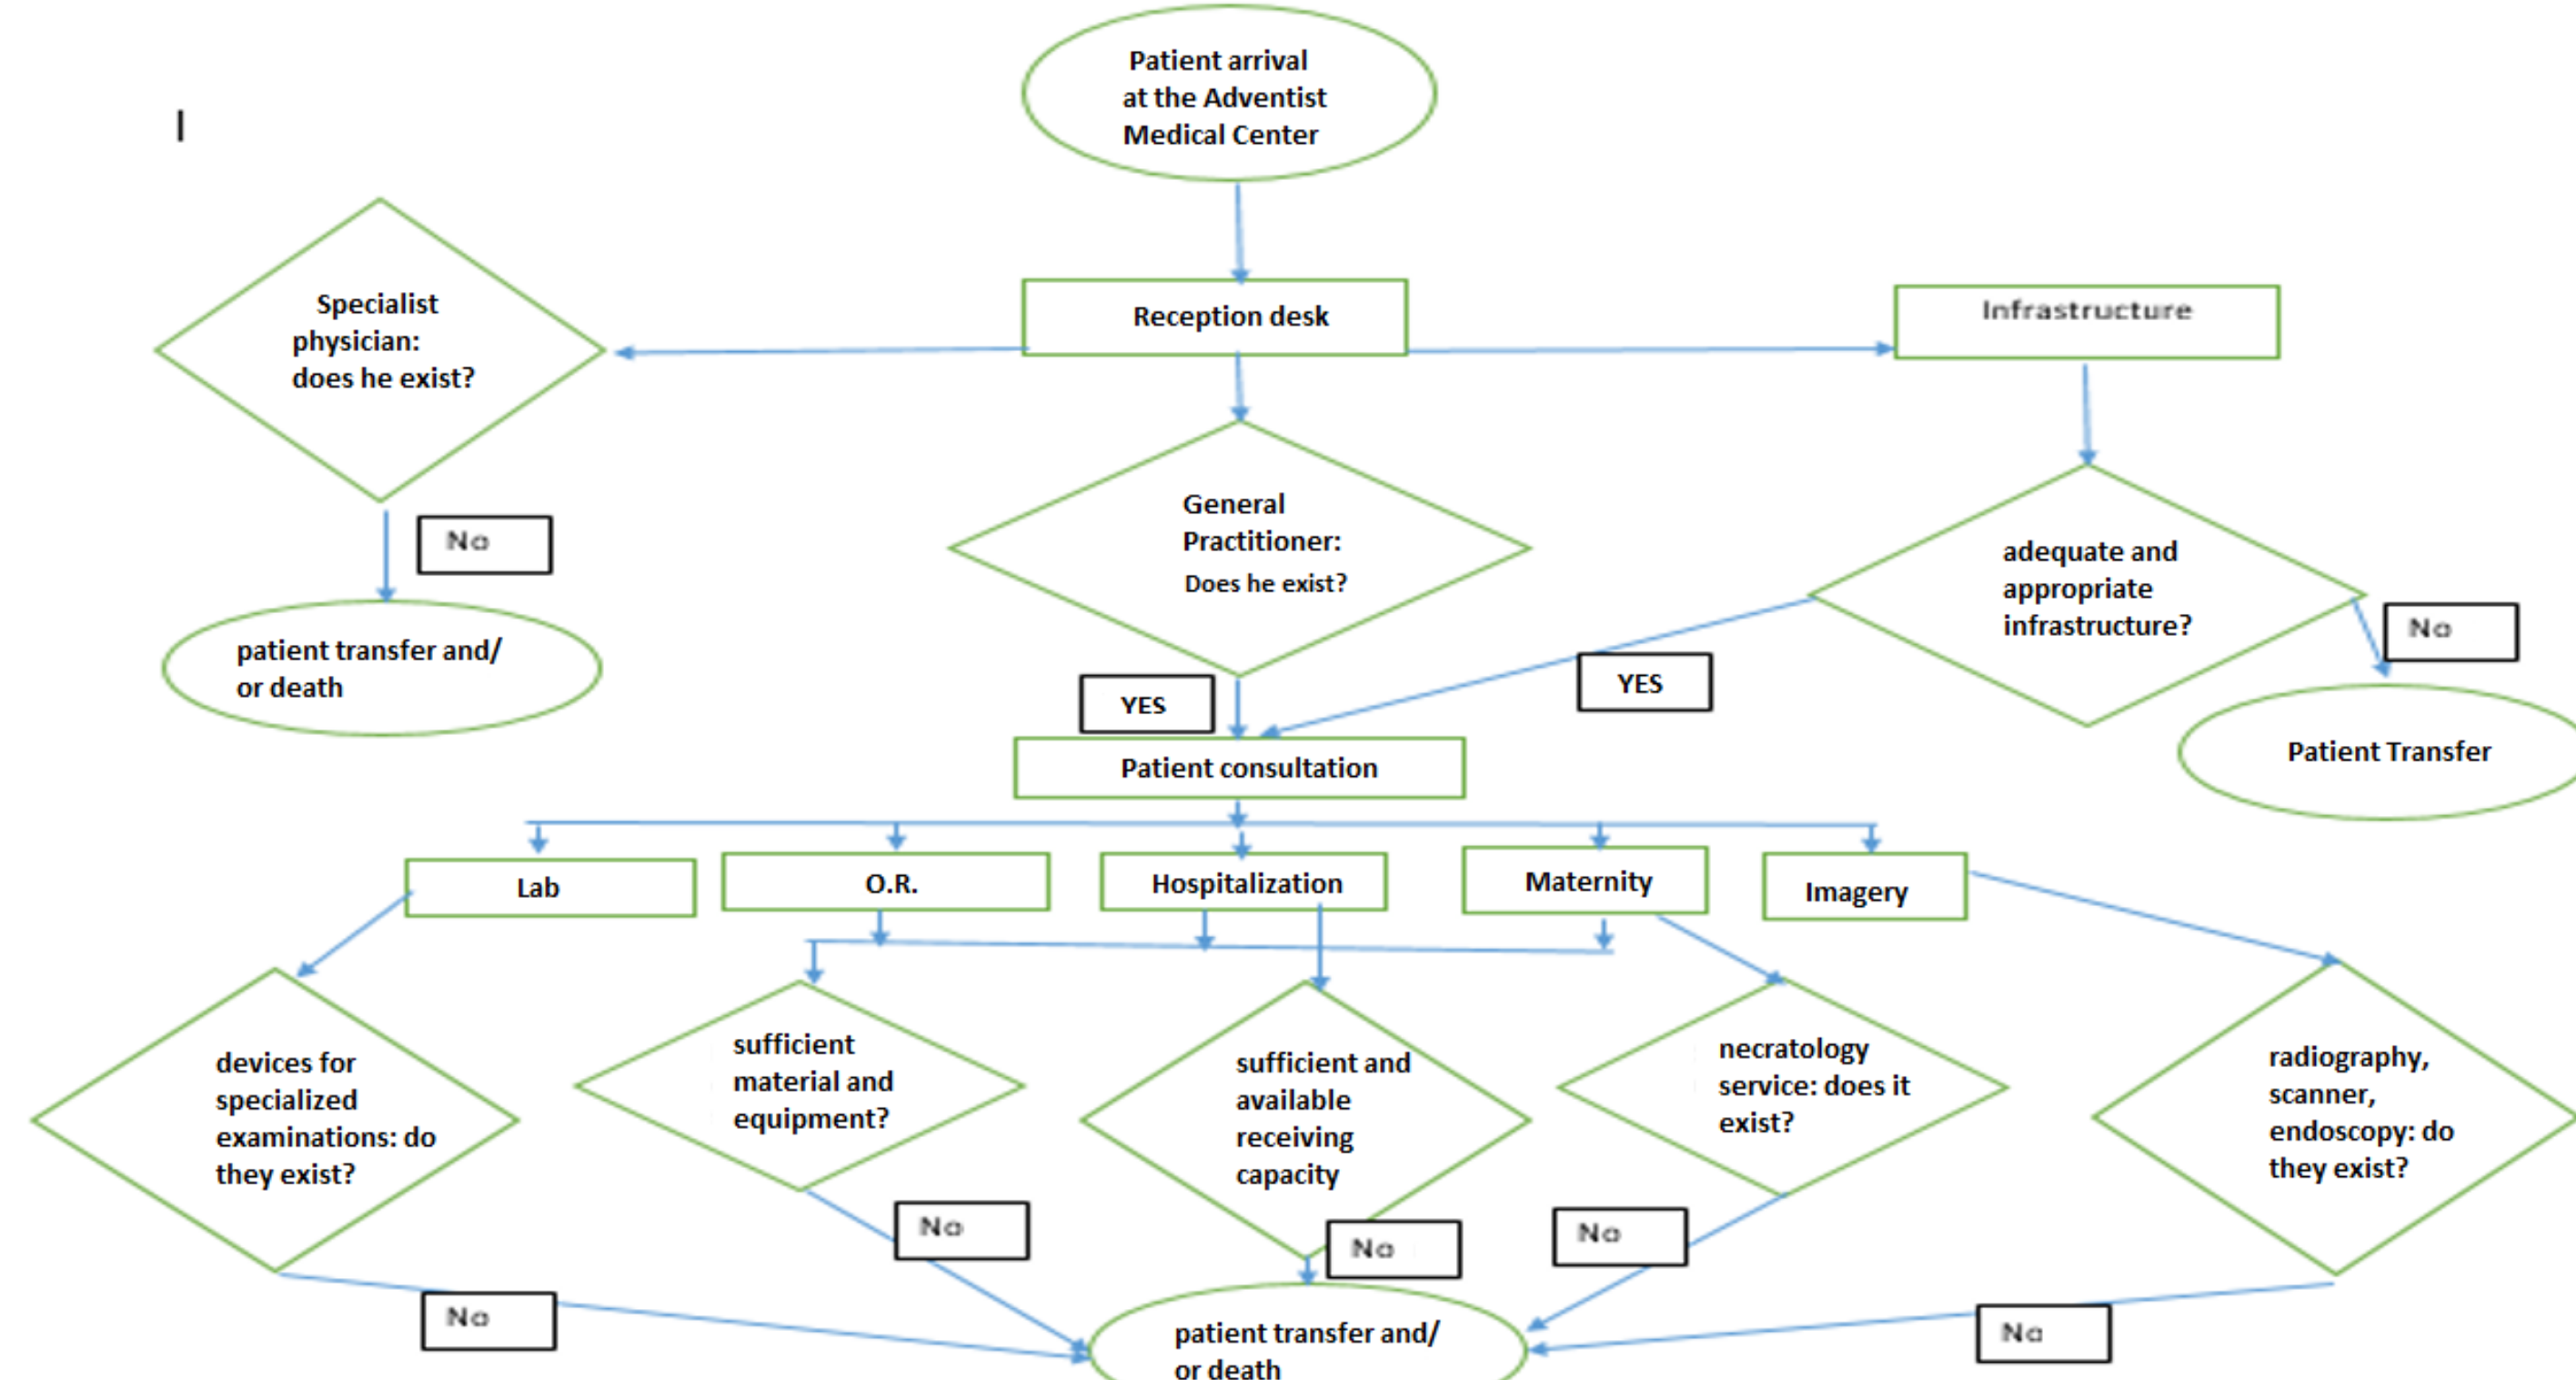 Patient arrival
at the Adventist
Medical Center
Reception desk
Infrastructure
Specialist
physician:
does he exist?
General
Practitioner:
Does he exist?
adequate and
appropriate
infrastructure?
No
No
patient transfer and/
or death
YES
YES
Patient Transfer
Patient consultation
Lab
O.R.
Hospitalization
Maternity
Imagery
devices for
specialized
examinations: do
they exist?
sufficient
material and
equipment?
sufficient and
available
receiving
capacity
necratology
service: does it
exist?
radiography,
scanner,
endoscopy: do
they exist?
No
No
No
No
No
patient transfer and/
or death